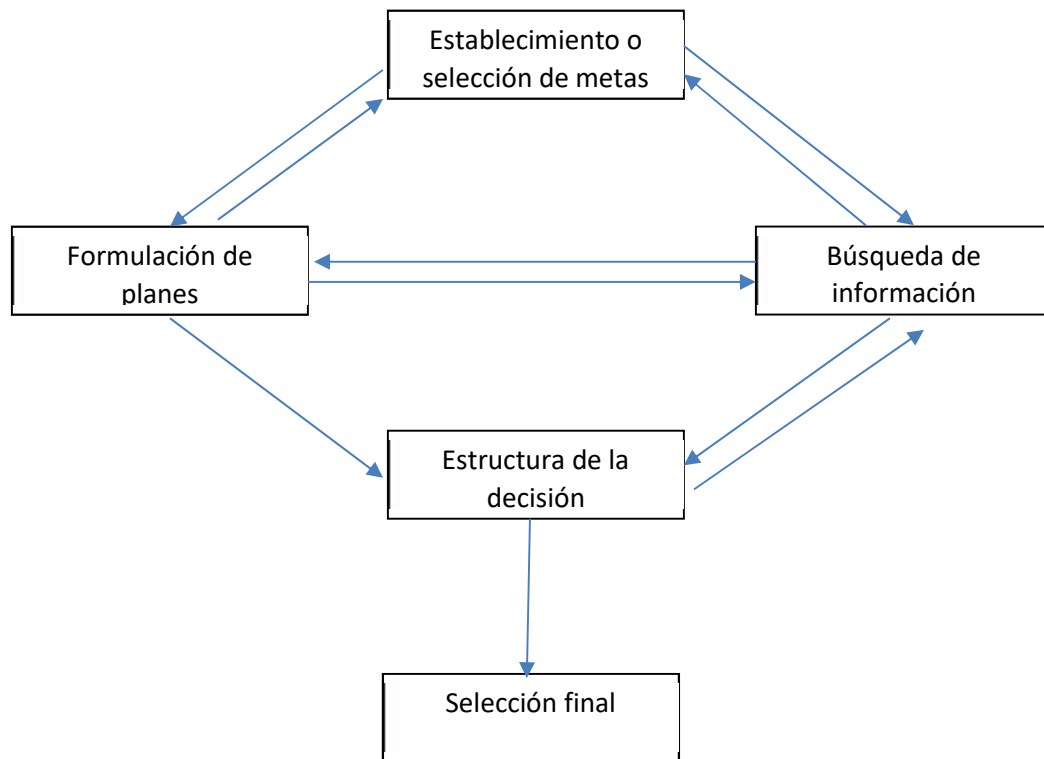 Establecimiento o
selección de metas
Formulación de
planes
Búsqueda de
información
Estructura de la
decisión
Selección final